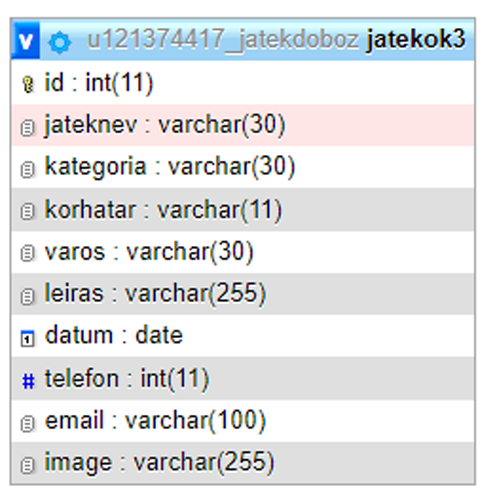 v u121374417_jatekdoboz jatekok3
id : int(11)
jateknev : varchar(30)
kategoria : varchar(30)
korhatar : varchar(11)
varos : varchar(30)
leiras : varchar(255)
datum : date
# telefon : int(11)
email : varchar(100)
image : varchar(255)